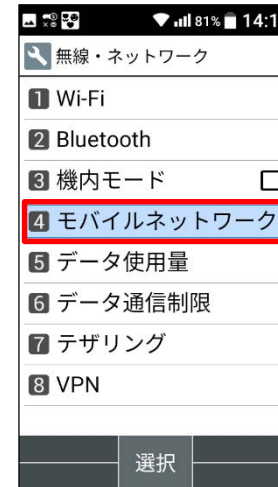 81% 14:1
無線・ネットワーク
1 Wi-Fi
2 Bluetooth
3 機内モード
4 モバイルネットワーク
5 データ使用量
6 データ通信制限
7 テザリング
8 VPN
選択